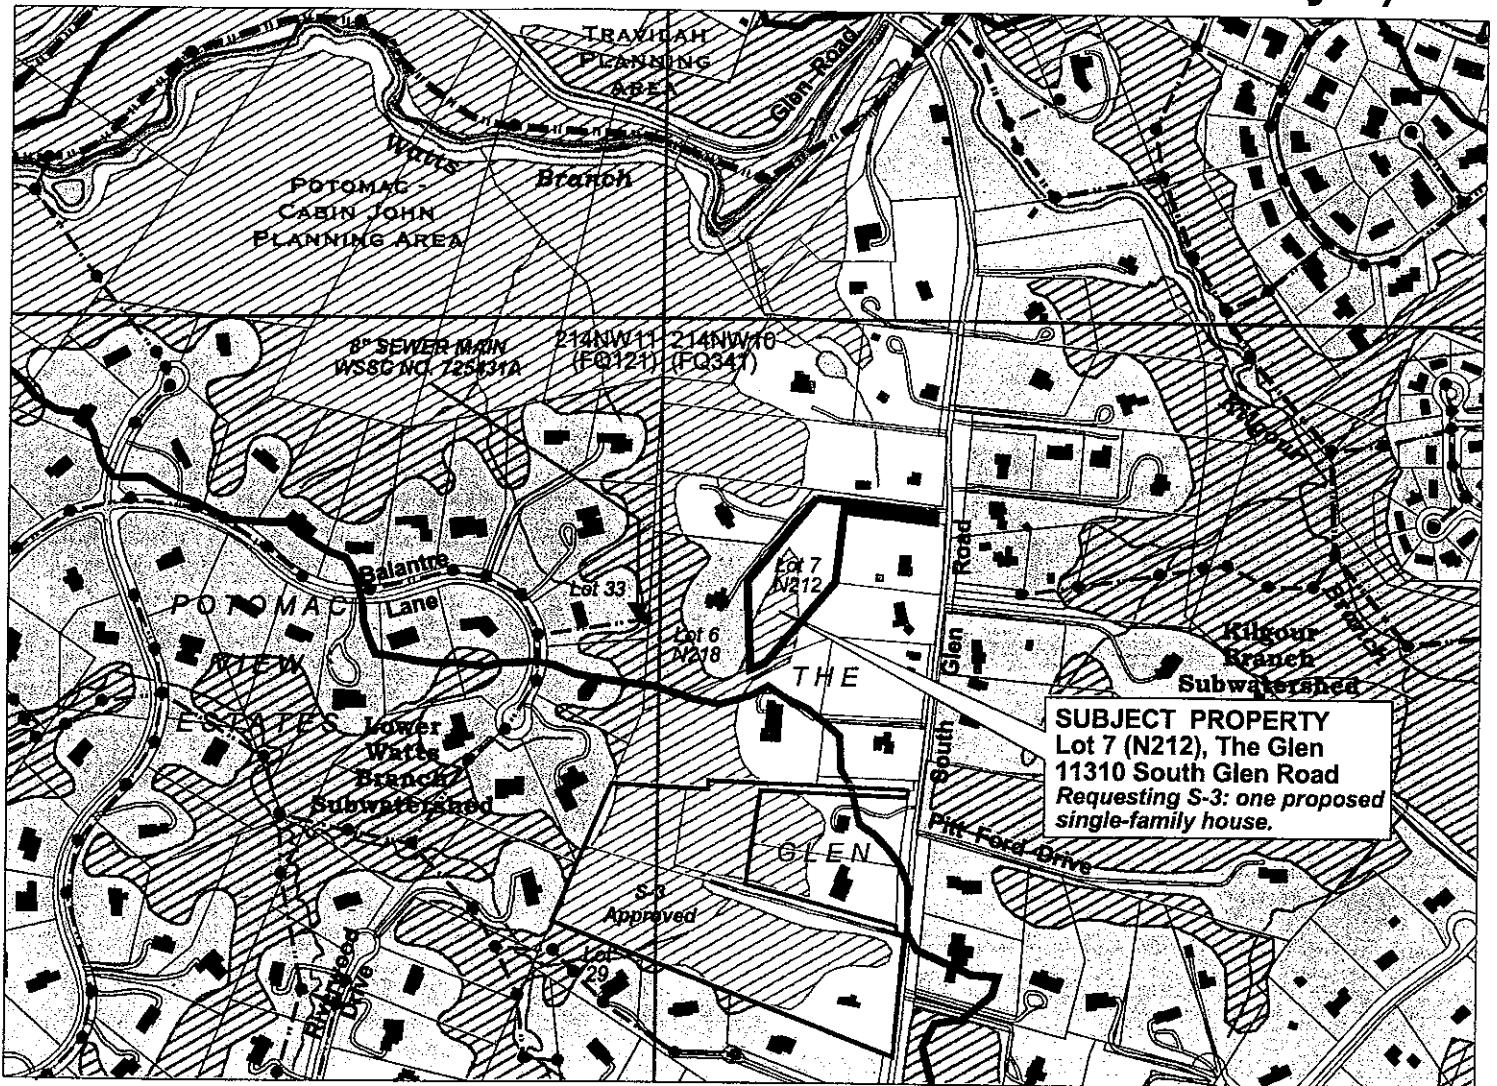 TRAVILAH
PLANNING
AREA
Glen Road
Watts
Branch
POTOMAC -
CABIN JOHN
PLANNING AREA
8" SEWER MAIN
WSSC NO. 725431A
214NW11 214NW10
(FQ121) (FQ341)
Kilgour
Branch
Balantre
Lane
Lot 33
Lot 7
N212
Lot 6
N218
POTOMAC
VIEW
ESTATES
THE
GLEN
South
Glen
Road
Kilgour
Branch
Subwatershed
Lower
Watts
Branch
Subwatershed
SUBJECT PROPERTY
Lot 7 (N212), The Glen
11310 South Glen Road
Requesting S-3: one proposed
single-family house.
Pitt Ford Drive
S-3
Approved
Lot
29
Riverwood
Drive